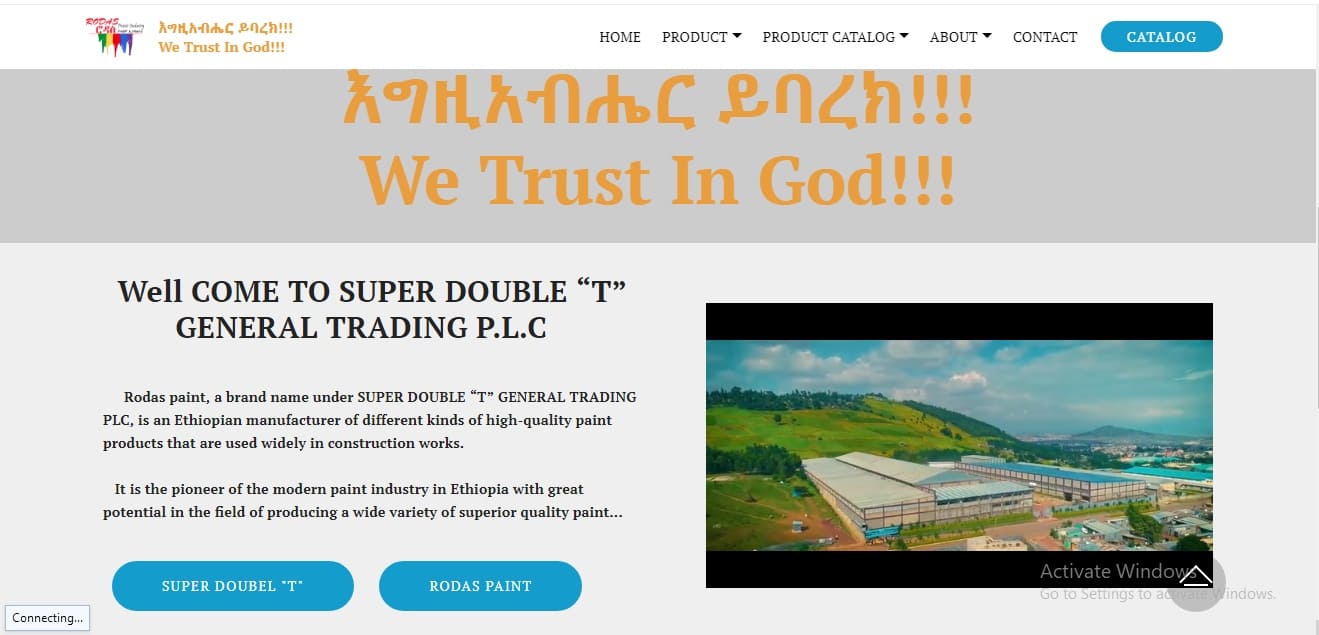 RODAS
እግዚአብሔር ይባረክ!!!
We Trust In God!!!
HOME PRODUCT PRODUCT CATALOG ABOUT CONTACT CATALOG
እግዚአብሔር ይባረክ!!!
We Trust In God!!!
Well COME TO SUPER DOUBLE “T”
GENERAL TRADING P.L.C
Rodas paint, a brand name under SUPER DOUBLE “T” GENERAL TRADING
PLC, is an Ethiopian manufacturer of different kinds of high-quality paint
products that are used widely in construction works.
It is the pioneer of the modern paint industry in Ethiopia with great
potential in the field of producing a wide variety of superior quality paint...
SUPER DOUBEL "T" RODAS PAINT
Activate Windows
Go to Settings to activate Windows.
Connecting...